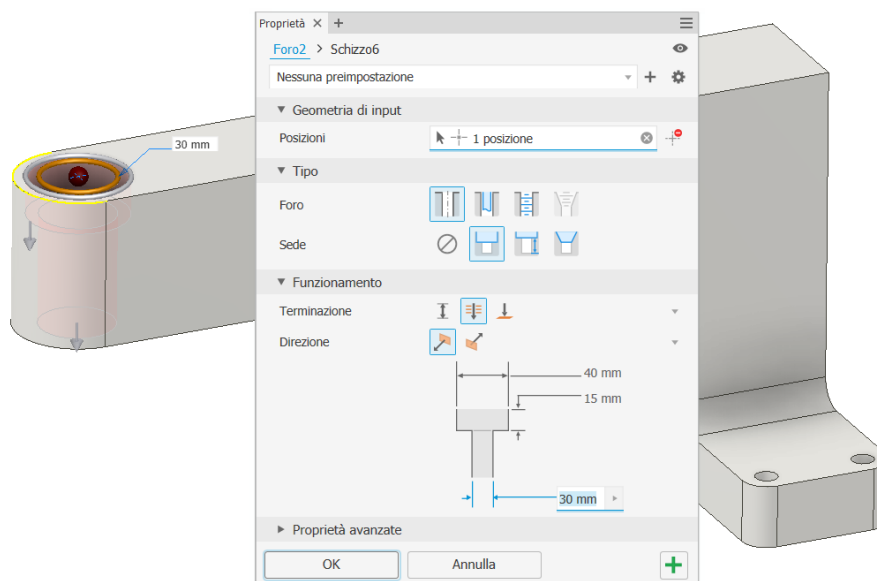 Proprietà × +
Foro2 > Schizzo6
Nessuna preimpostazione
Geometria di input
Posizioni 1 posizione
Tipo
Foro
Sede
Funzionamento
Terminazione
Direzione
40 mm
15 mm
30 mm
Proprietà avanzate
OK Annulla
30 mm